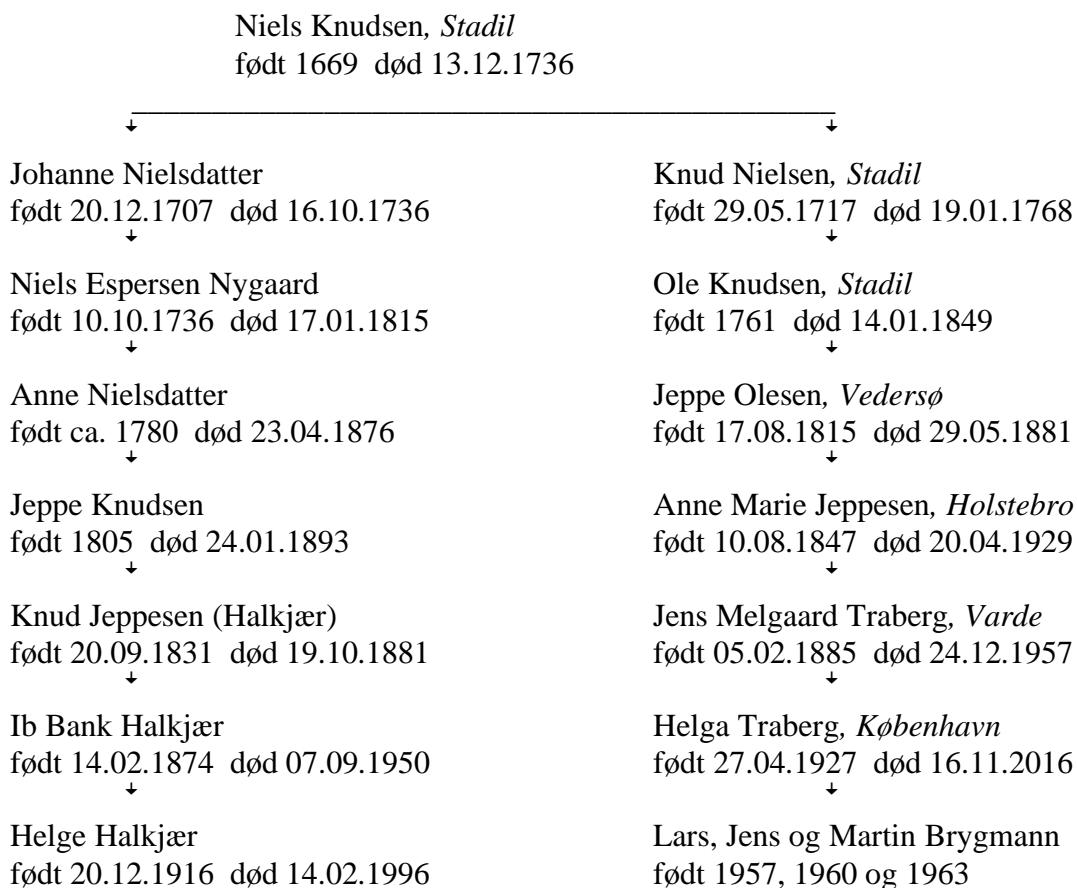 Niels Knudsen, Stadil
født 1669 død 13.12.1736
Johanne Nielsdatter
født 20.12.1707 død 16.10.1736
Knud Nielsen, Stadil
født 29.05.1717 død 19.01.1768
Niels Espersen Nygaard
født 10.10.1736 død 17.01.1815
Ole Knudsen, Stadil
født 1761 død 14.01.1849
Anne Nielsdatter
født ca. 1780 død 23.04.1876
Jeppe Olesen, Vedersø
født 17.08.1815 død 29.05.1881
Jeppe Knudsen
født 1805 død 24.01.1893
Anne Marie Jeppesen, Holstebro
født 10.08.1847 død 20.04.1929
Knud Jeppesen (Halkjær)
født 20.09.1831 død 19.10.1881
Jens Melgaard Traberg, Varde
født 05.02.1885 død 24.12.1957
Ib Bank Halkjær
født 14.02.1874 død 07.09.1950
Helga Traberg, København
født 27.04.1927 død 16.11.2016
Helge Halkjær
født 20.12.1916 død 14.02.1996
Lars, Jens og Martin Brygmann
født 1957, 1960 og 1963